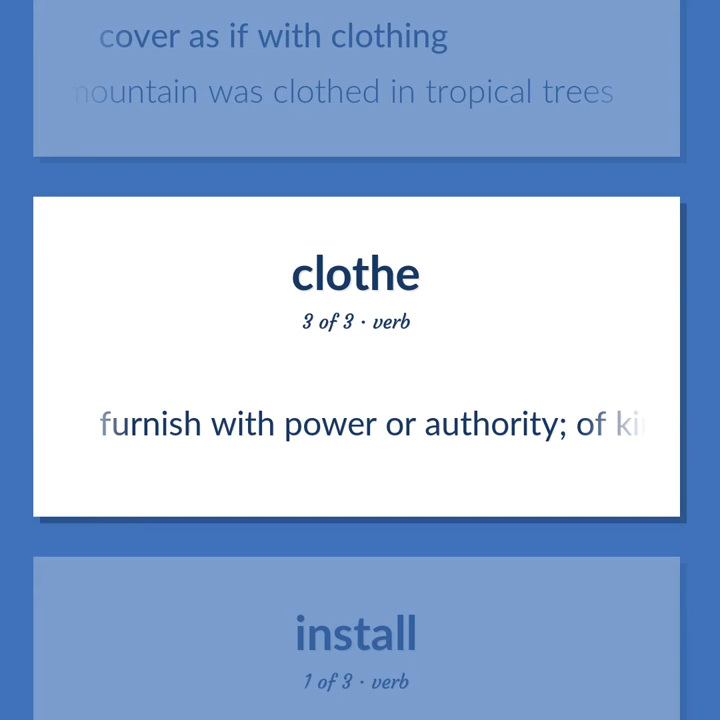 cover as if with clothing
mountain was clothed in tropical trees
clothe
3 of 3 · verb
furnish with power or authority; of
install
1 of 3 · verb